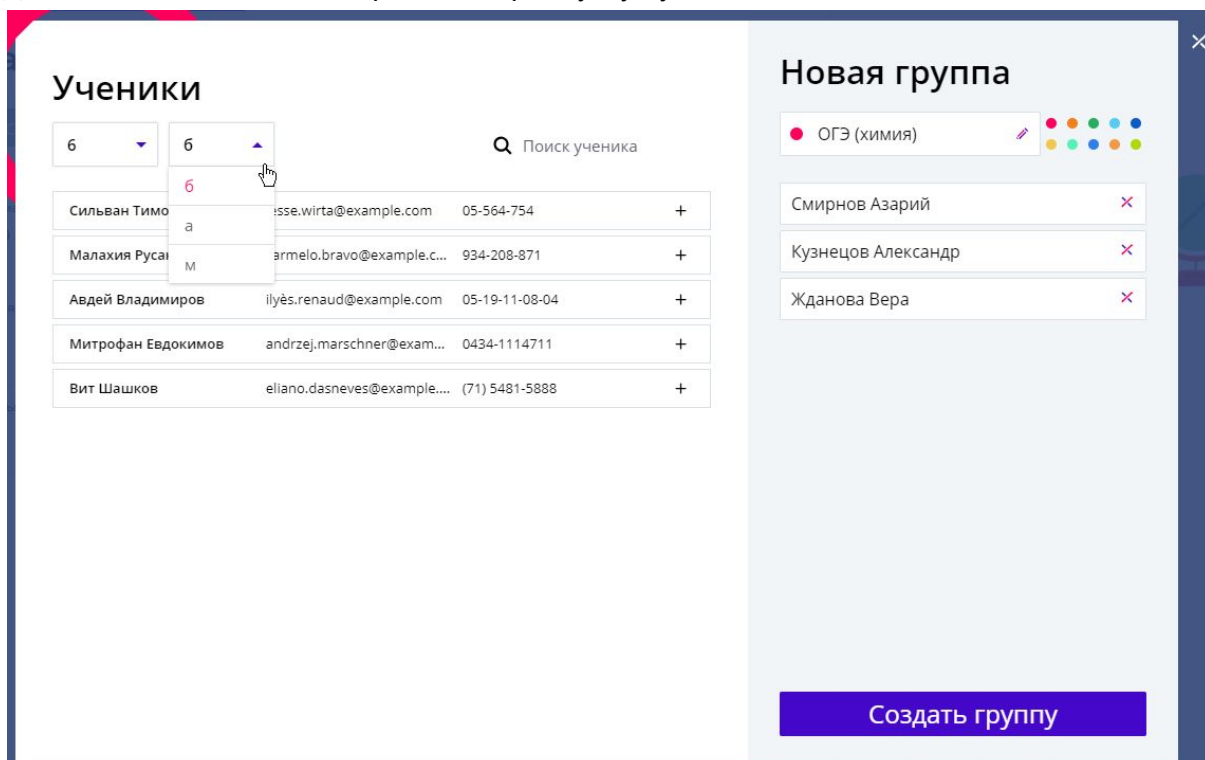 Ученики
6 б
Поиск ученика
б
а
м
Сильван Тимо esse.wirta@example.com 05-564-754 +
Малахия Руса armelo.bravo@example.c... 934-208-871 +
Авдей Владимиров ilyès.renaud@example.com 05-19-11-08-04 +
Митрофан Евдокимов andrzej.marschner@exam... 0434-1114711 +
Вит Шашков eliano.dasneves@example.... (71) 5481-5888 +
Новая группа
ОГЭ (химия)
Смирнов Азарий
Кузнецов Александр
Жданова Вера
Создать группу